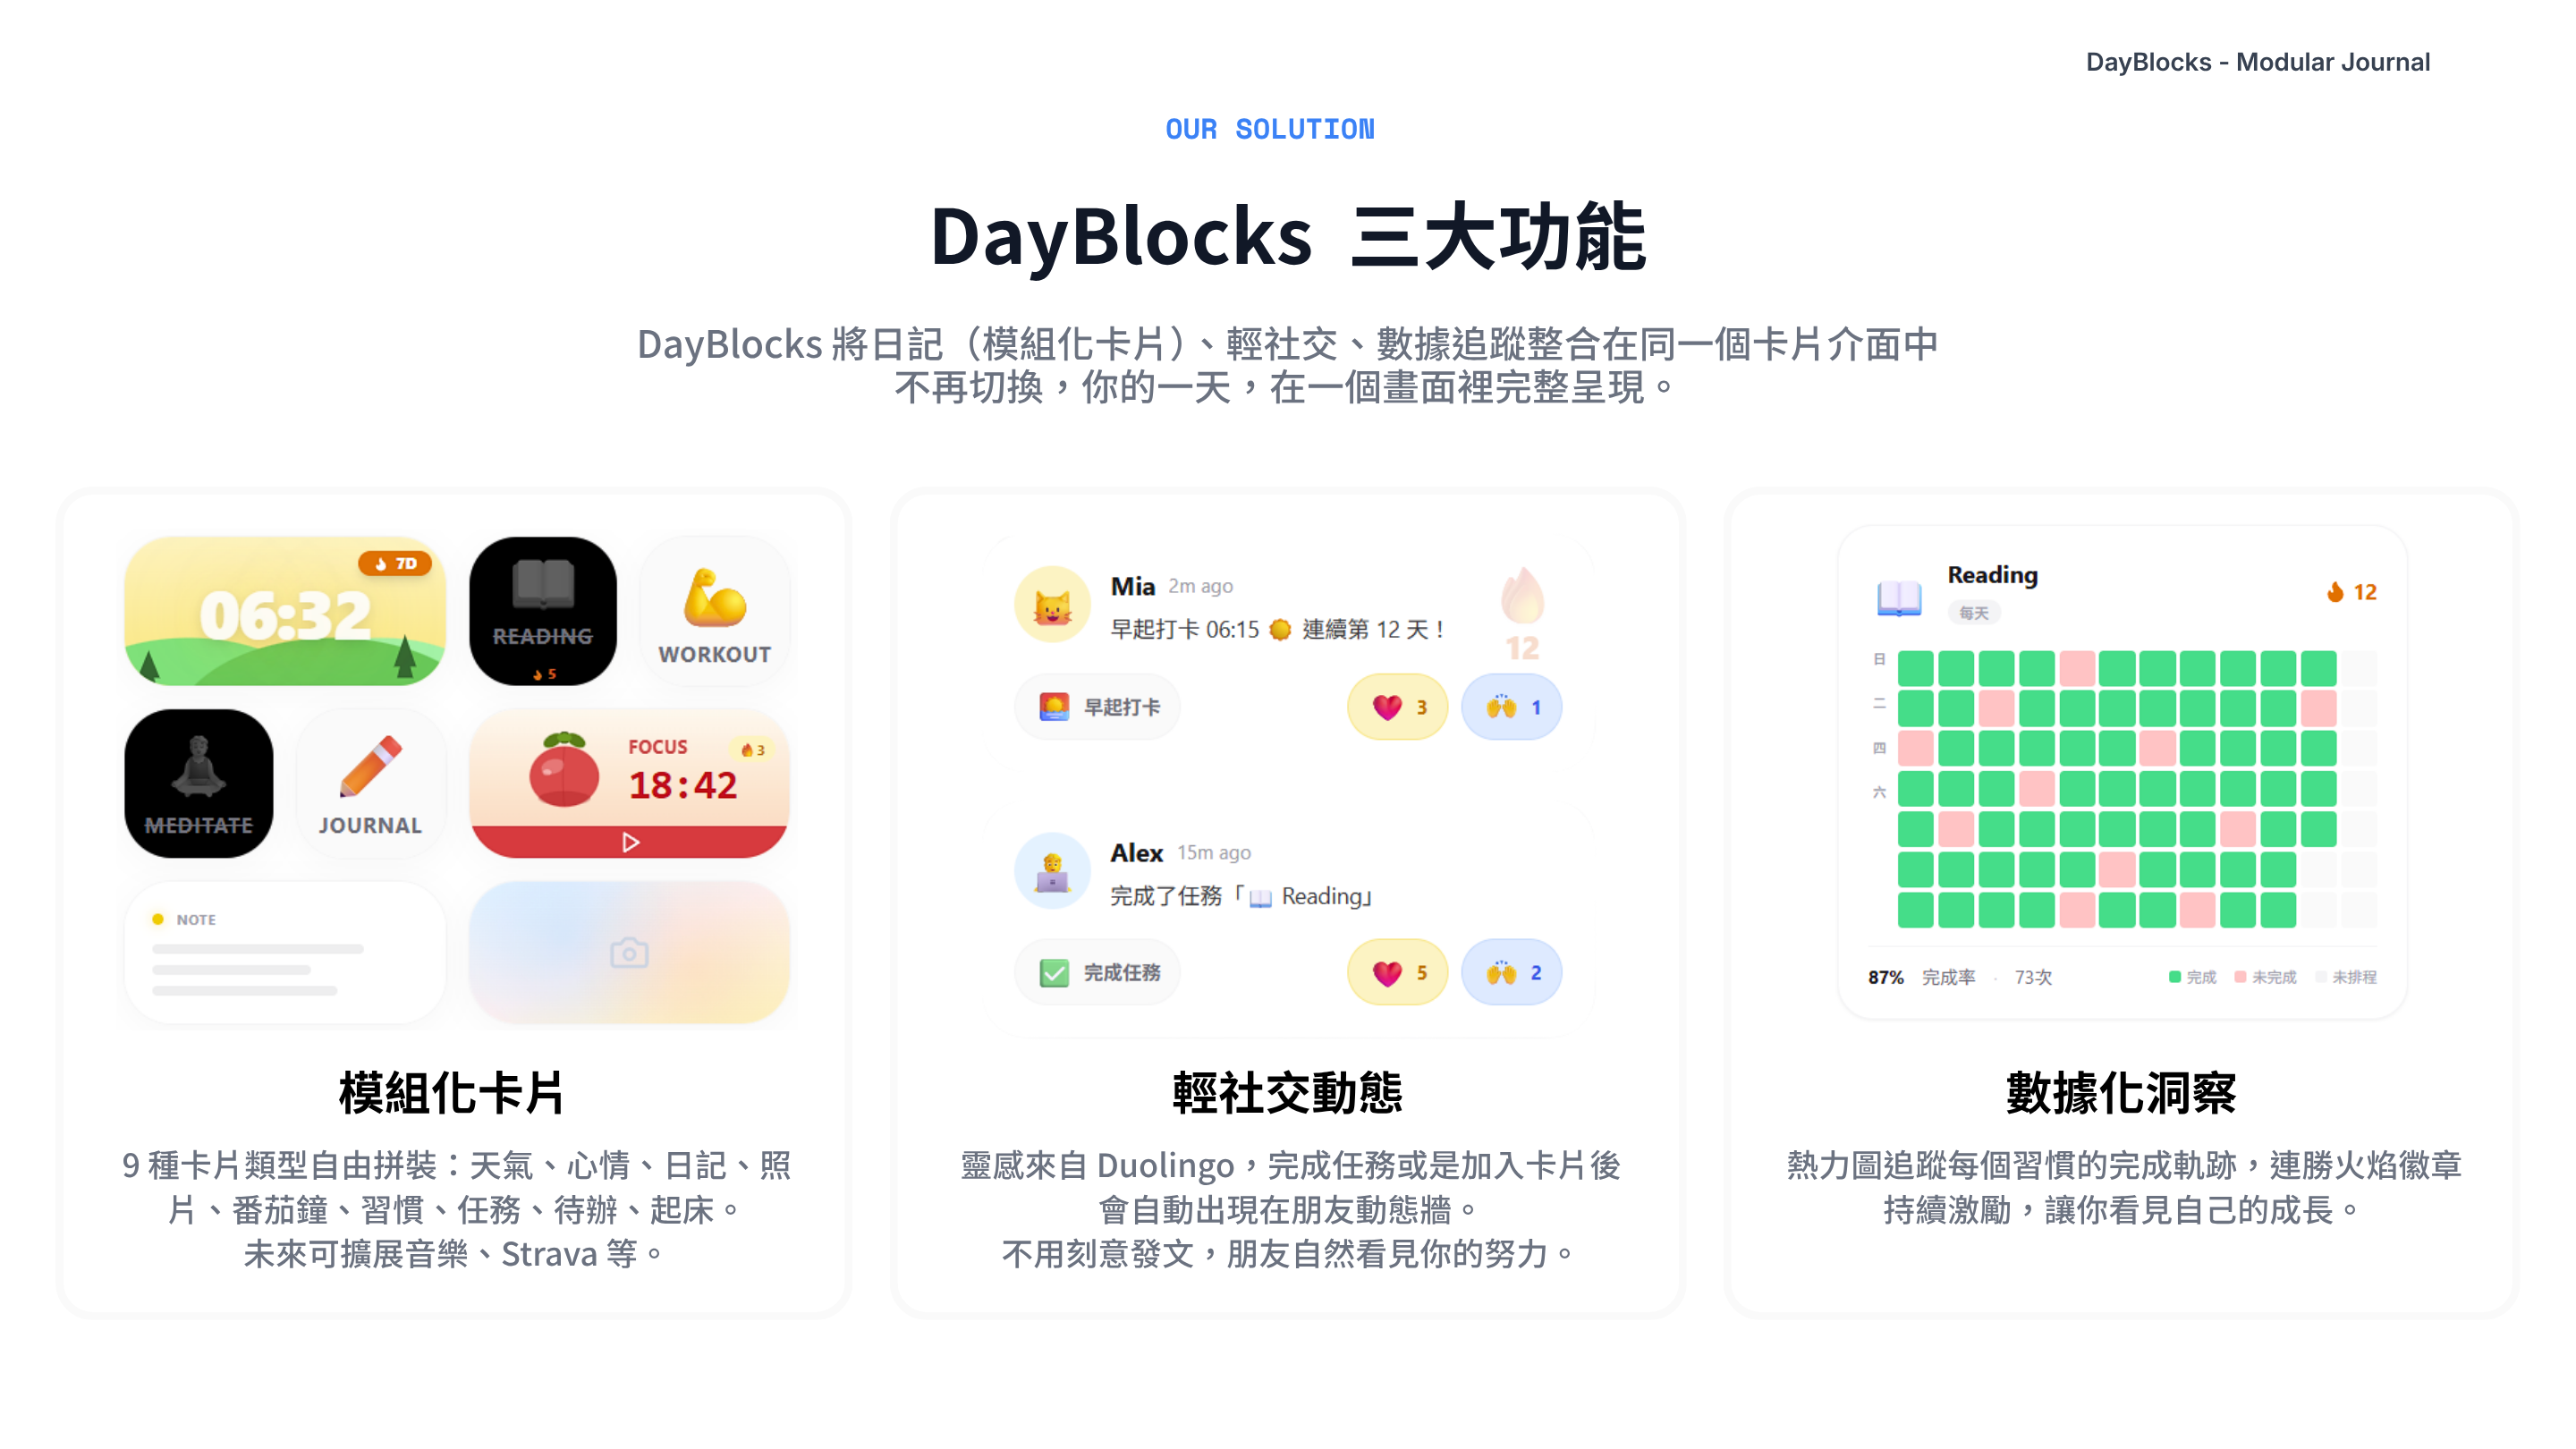 DayBlocks - Modular Journal
OUR SOLUTION
DayBlocks 三大功能
DayBlocks 將日記（模組化卡片）、輕社交、數據追蹤整合在同一個卡片介面中
不再切換，你的一天，在一個畫面裡完整呈現。
7D
06:32
READING
5
WORKOUT
MEDITATE
JOURNAL
FOCUS
3
18:42
NOTE
模組化卡片
9 種卡片類型自由拼裝：天氣、心情、日記、照
片、番茄鐘、習慣、任務、待辦、起床。
未來可擴展音樂、Strava 等。
Mia 2m ago
早起打卡 06:15 連續第 12 天！
12
早起打卡
3
1
Alex 15m ago
完成了任務「 Reading」
完成任務
5
2
輕社交動態
靈感來自 Duolingo，完成任務或是加入卡片後
會自動出現在朋友動態牆。
不用刻意發文，朋友自然看見你的努力。
Reading
每天
12
日
二
四
六
87% 完成率 · 73次
完成 未完成 未排程
數據化洞察
熱力圖追蹤每個習慣的完成軌跡，連勝火焰徽章
持續激勵，讓你看見自己的成長。